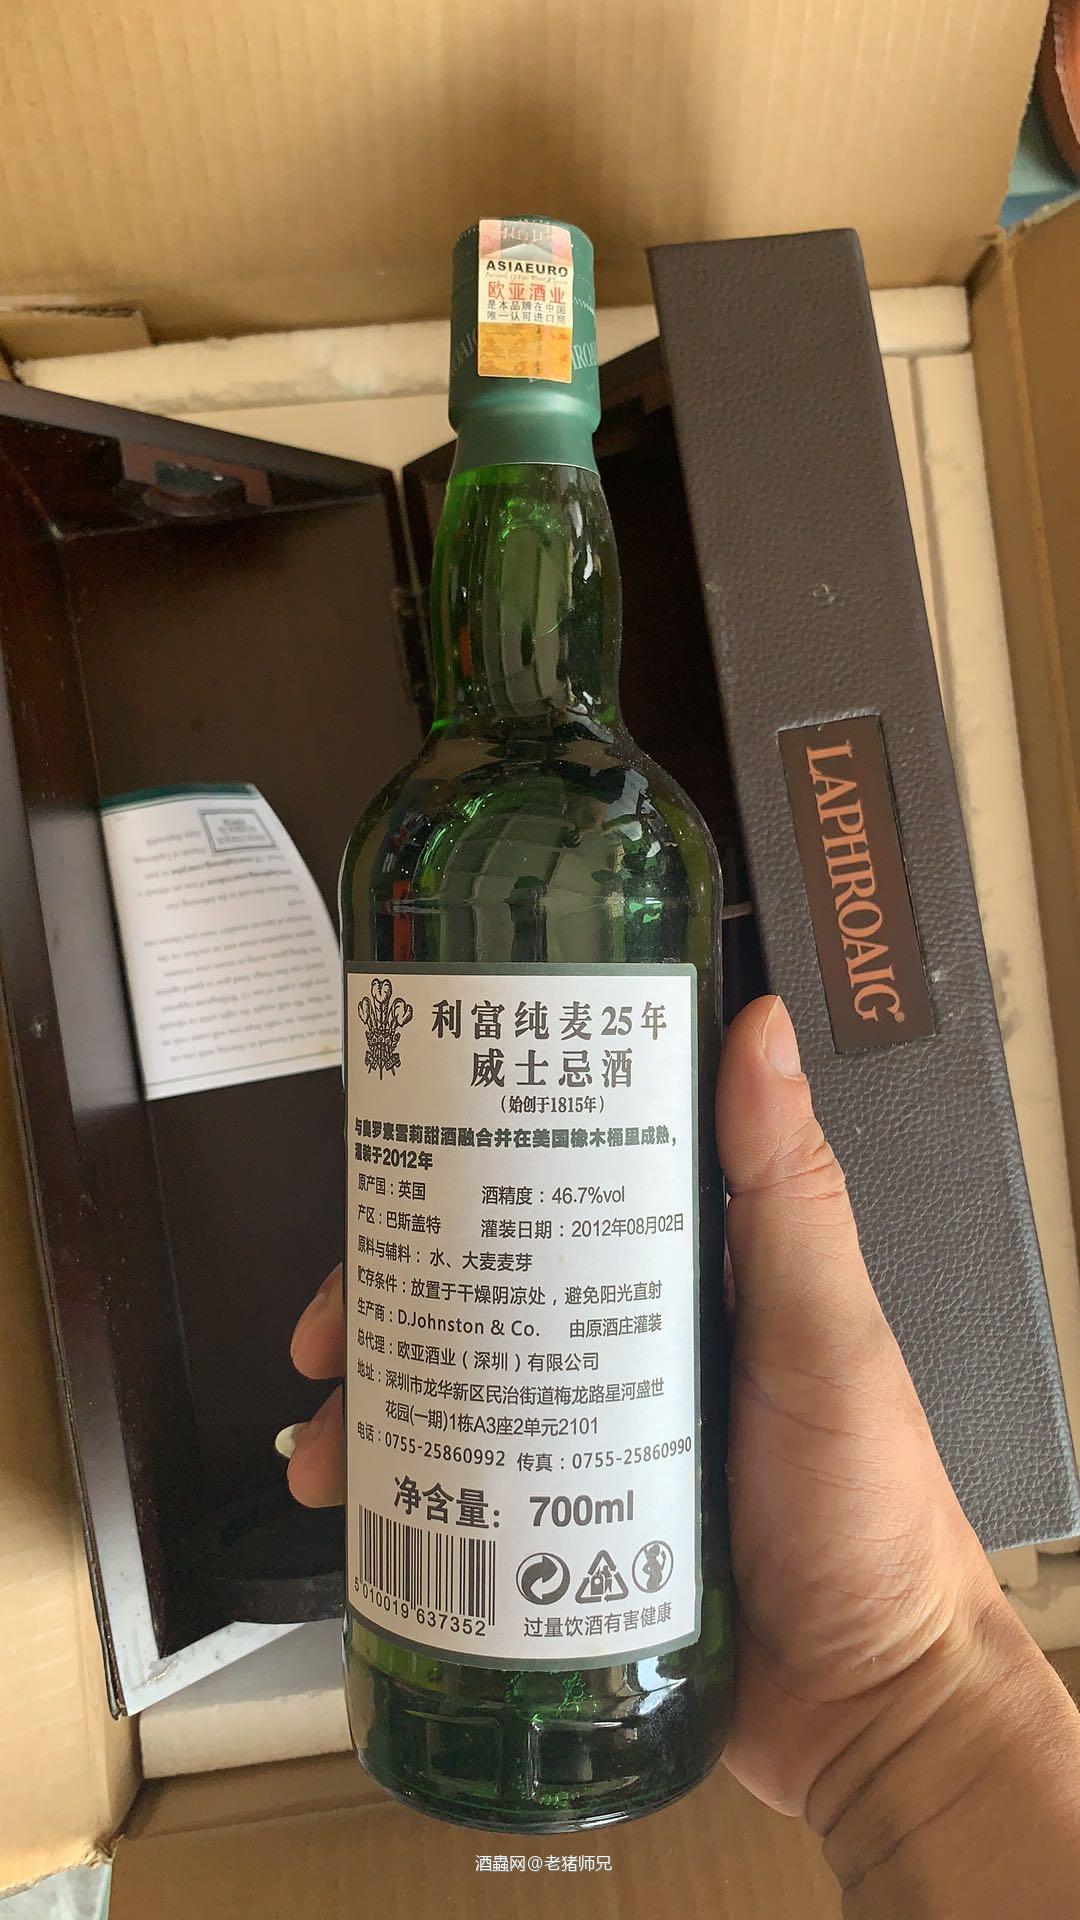 ASIAEURO
欧亚酒业
是本品牌在中国
唯一认可进口商
LAPHROAIG
利富纯麦25年
威士忌酒
(始创于1815年)
与奥罗索雪莉甜酒融合并在美国橡木桶里成熟，
灌装于2012年
原产国：英国 酒精度：46.7%vol
产区：巴斯盖特 灌装日期：2012年08月02日
原料与辅料：水、大麦麦芽
贮存条件：放置于干燥阴凉处，避免阳光直射
生产商：D.Johnston & Co. 由原酒庄灌装
总代理：欧亚酒业（深圳）有限公司
地址：深圳市龙华新区民治街道梅龙路星河盛世
花园(一期)1栋A3座2单元2101
电话：0755-25860992 传真：0755-25860990
净含量：700ml
5 010019 637352
过量饮酒有害健康
酒蟲网@老猪师兄